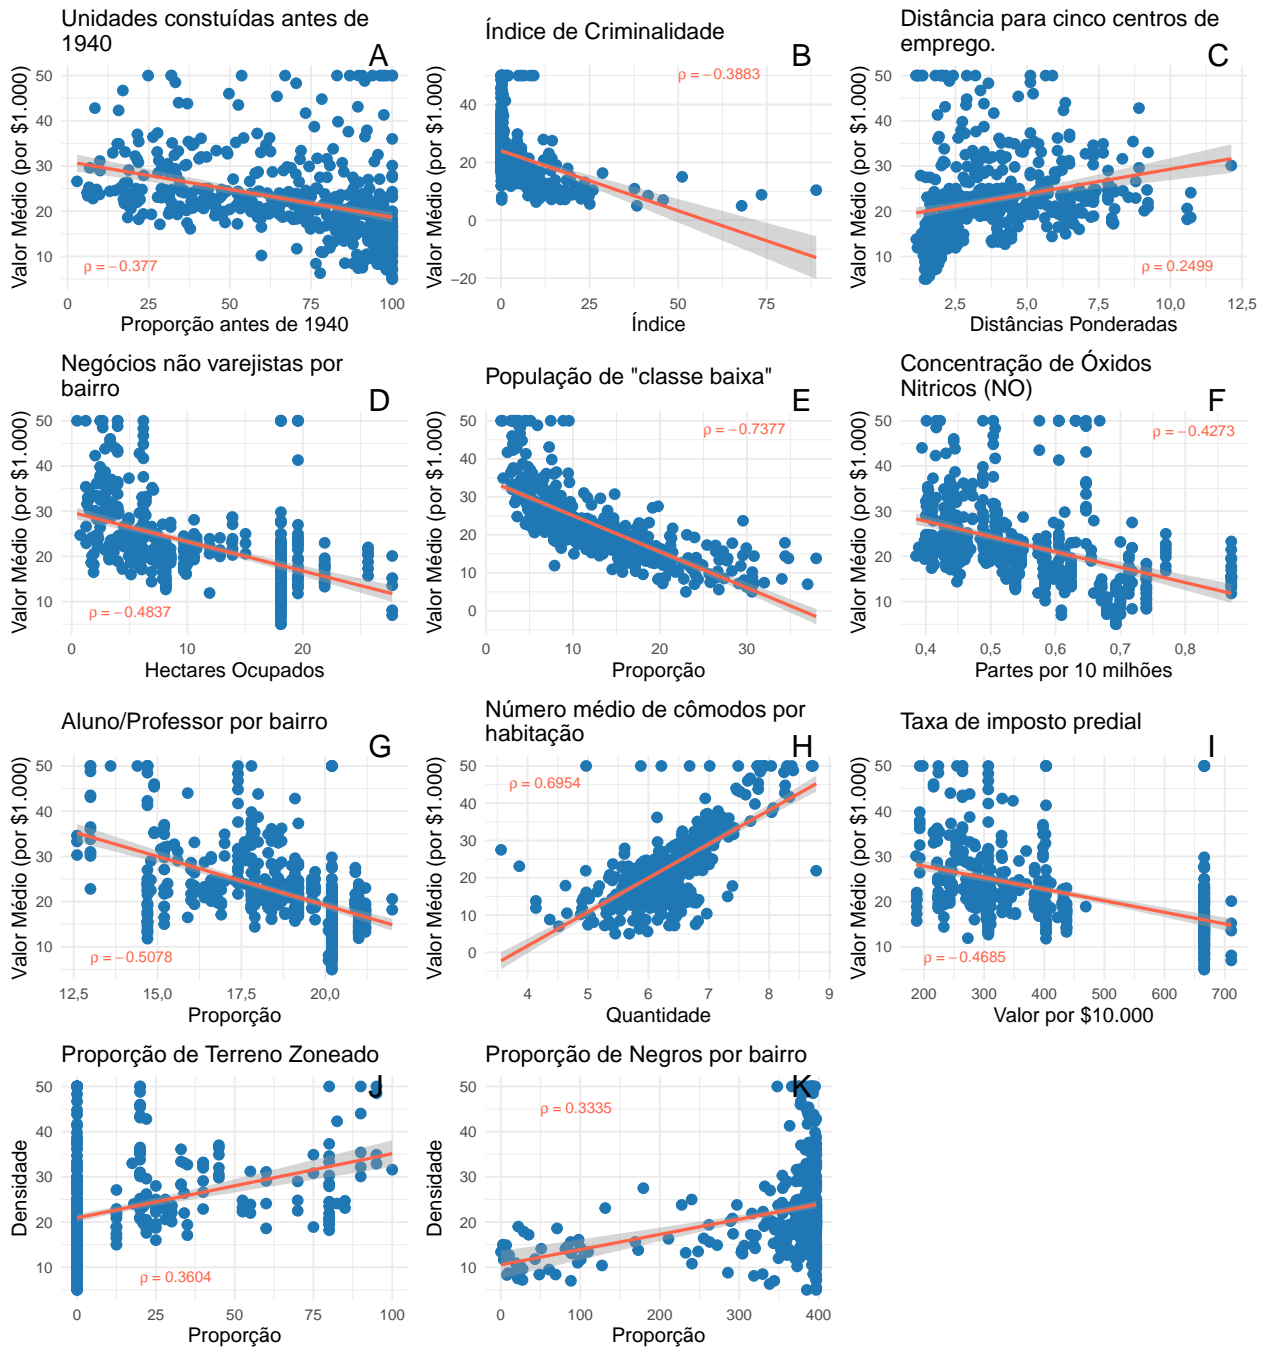 Unidades constuídas antes de
1940
A
Valor Médio (por $1.000)
50
40
30
20
10
ρ = −0.377
0 25 50 75 100
Proporção antes de 1940
Índice de Criminalidade
B
Valor Médio (por $1.000)
40
20
0
−20
ρ = −0.3883
0 25 50 75
Índice
Distância para cinco centros de
emprego.
C
Valor Médio (por $1.000)
50
40
30
20
10
ρ = 0.2499
2,5 5,0 7,5 10,0 12,5
Distâncias Ponderadas
Negócios não varejistas por
bairro
D
Valor Médio (por $1.000)
50
40
30
20
10
ρ = −0.4837
0 10 20
Hectares Ocupados
População de "classe baixa"
E
Valor Médio (por $1.000)
50
40
30
20
10
0
ρ = −0.7377
0 10 20 30
Proporção
Concentração de Óxidos
Nitricos (NO)
F
Valor Médio (por $1.000)
50
40
30
20
10
ρ = −0.4273
0,4 0,5 0,6 0,7 0,8
Partes por 10 milhões
Aluno/Professor por bairro
G
Valor Médio (por $1.000)
50
40
30
20
10
ρ = −0.5078
12,5 15,0 17,5 20,0
Proporção
Número médio de cômodos por
habitação
H
Valor Médio (por $1.000)
50
40
30
20
10
0
ρ = 0.6954
4 5 6 7 8 9
Quantidade
Taxa de imposto predial
I
Valor Médio (por $1.000)
50
40
30
20
10
ρ = −0.4685
200 300 400 500 600 700
Valor por $10.000
Proporção de Terreno Zoneado
J
Densidade
50
40
30
20
10
ρ = 0.3604
0 25 50 75 100
Proporção
Proporção de Negros por bairro
K
Densidade
50
40
30
20
10
ρ = 0.3335
0 100 200 300 400
Proporção